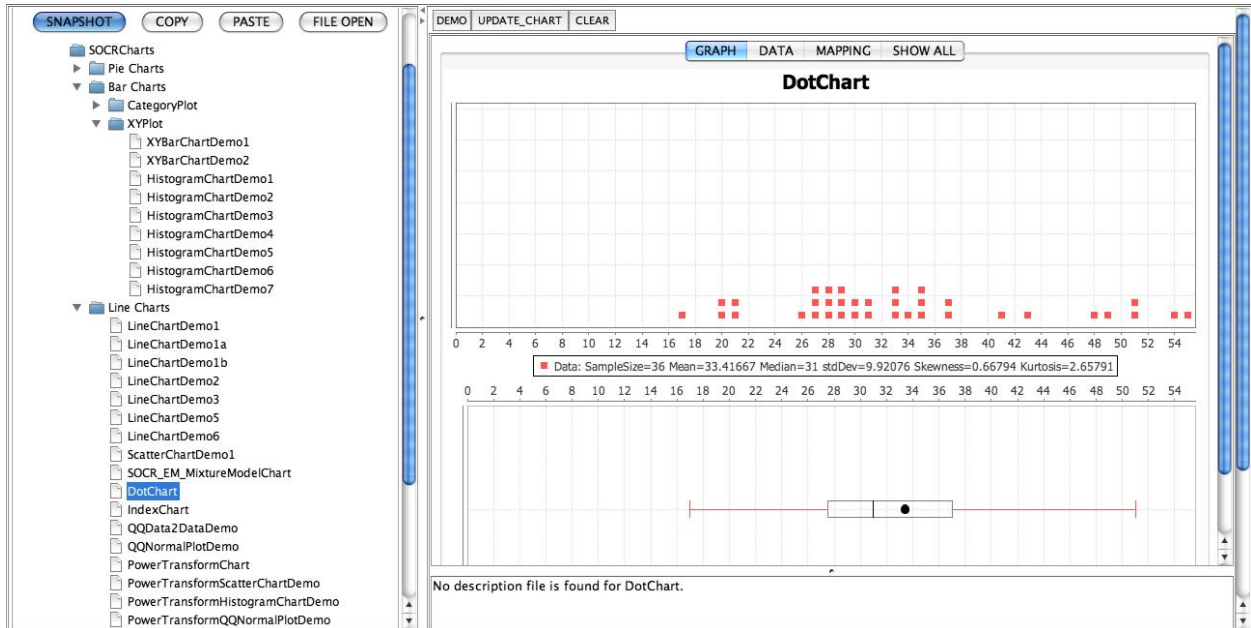 SNAPSHOT COPY PASTE FILE OPEN
SOCRCharts
Pie Charts
Bar Charts
CategoryPlot
XYPlot
XYBarChartDemo1
XYBarChartDemo2
HistogramChartDemo1
HistogramChartDemo2
HistogramChartDemo3
HistogramChartDemo4
HistogramChartDemo5
HistogramChartDemo6
HistogramChartDemo7
Line Charts
LineChartDemo1
LineChartDemo1a
LineChartDemo1b
LineChartDemo2
LineChartDemo3
LineChartDemo5
LineChartDemo6
ScatterChartDemo1
SOCR_EM_MixtureModelChart
DotChart
IndexChart
QQData2DataDemo
QQNormalPlotDemo
PowerTransformChart
PowerTransformScatterChartDemo
PowerTransformHistogramChartDemo
PowerTransformQQNormalPlotDemo
DEMO UPDATE_CHART CLEAR
GRAPH DATA MAPPING SHOW ALL
DotChart
0 2 4 6 8 10 12 14 16 18 20 22 24 26 28 30 32 34 36 38 40 42 44 46 48 50 52 54
Data: SampleSize=36 Mean=33.41667 Median=31 stdDev=9.92076 Skewness=0.66794 Kurtosis=2.65791
0 2 4 6 8 10 12 14 16 18 20 22 24 26 28 30 32 34 36 38 40 42 44 46 48 50 52 54
No description file is found for DotChart.